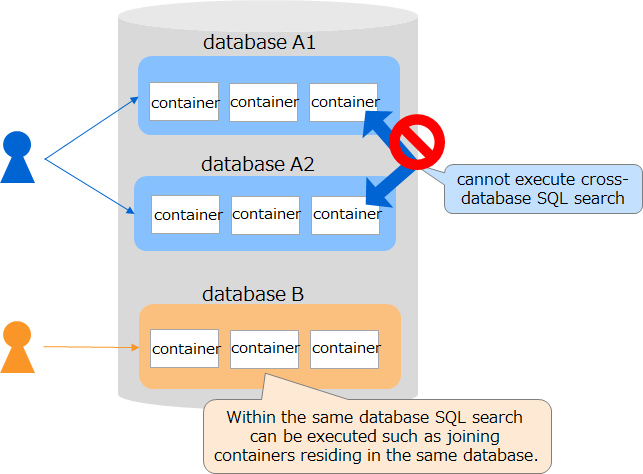 database A1
container container container
database A2
container container container
cannot execute cross-
database SQL search
database B
container container container
Within the same database SQL search
can be executed such as joining
containers residing in the same database.